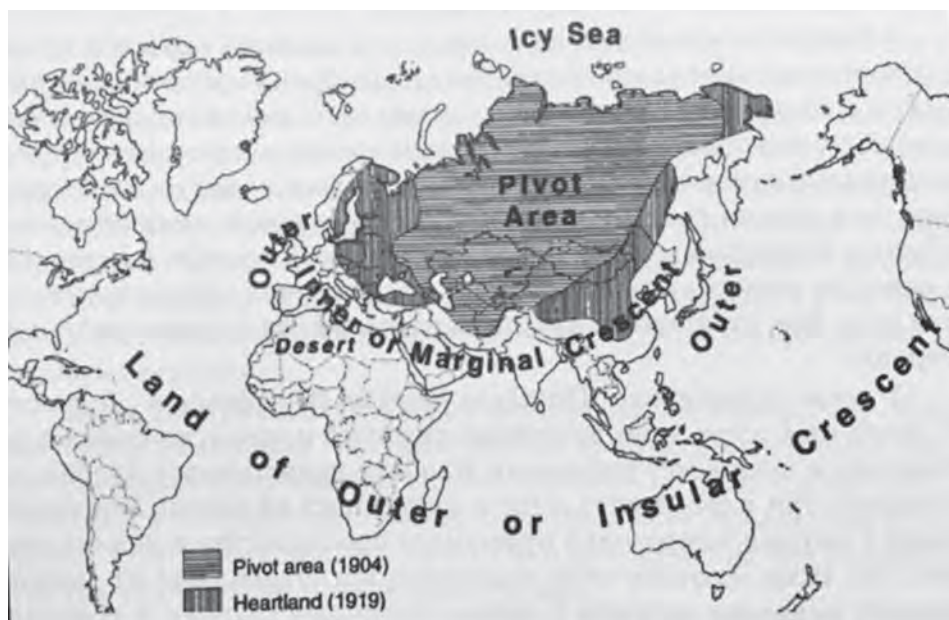 Icy Sea
Pivot
Area
Outer
Inner or Marginal Crescent
Outer
Desert
Land of Outer or Insular Crescent
Pivot area (1904)
Heartland (1919)